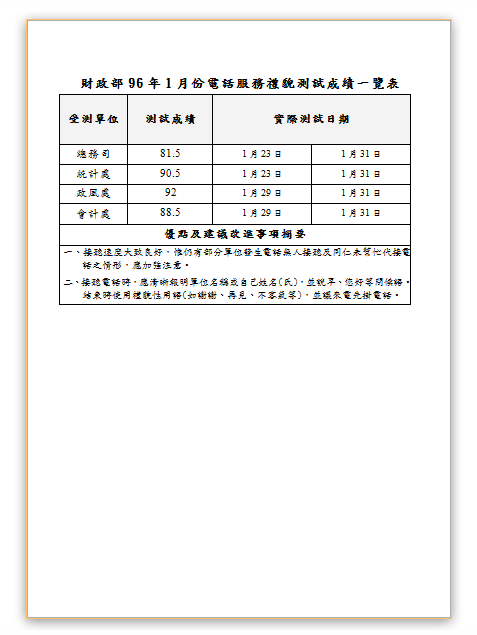 財政部 96 年 1 月份電話服務禮貌測試成績一覽表
受測單位 測試成績 實際測試日期
總務司 81.5 1 月 23 日 1 月 31 日
統計處 90.5 1 月 23 日 1 月 31 日
政風處 92 1 月 29 日 1 月 31 日
會計處 88.5 1 月 29 日 1 月 31 日
優點及建議改進事項摘要
一、接聽速度大致良好，惟仍有部分單位發生電話無人接聽及同仁未幫忙代接電
話之情形，應加強注意。
二、接聽電話時，應清晰報明單位名稱或自己姓名(氏)，並說早、您好等問候語。
結束時使用禮貌性用語(如謝謝、再見、不客氣等)，並讓來電先掛電話。